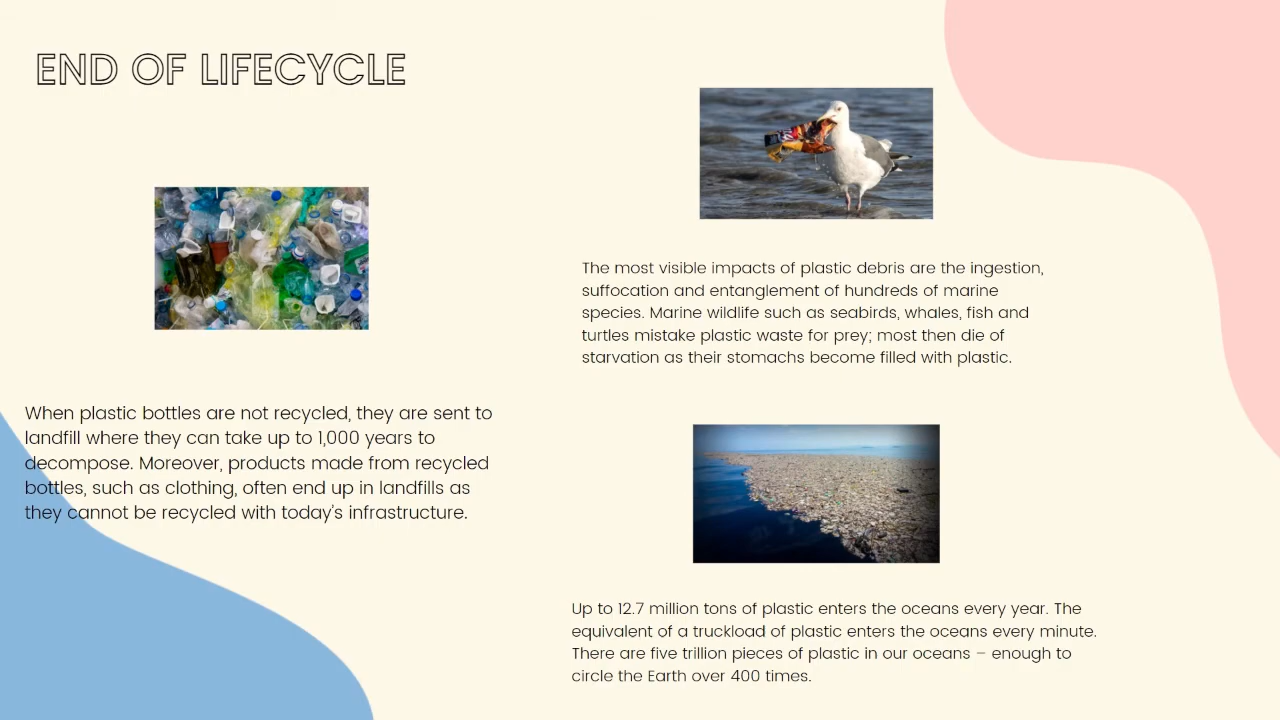 END OF LIFECYCLE
When plastic bottles are not recycled, they are sent to
landfill where they can take up to 1,000 years to
decompose. Moreover, products made from recycled
bottles, such as clothing, often end up in landfills as
they cannot be recycled with today's infrastructure.
The most visible impacts of plastic debris are the ingestion,
suffocation and entanglement of hundreds of marine
species. Marine wildlife such as seabirds, whales, fish and
turtles mistake plastic waste for prey; most then die of
starvation as their stomachs become filled with plastic.
Up to 12.7 million tons of plastic enters the oceans every year. The
equivalent of a truckload of plastic enters the oceans every minute.
There are five trillion pieces of plastic in our oceans – enough to
circle the Earth over 400 times.